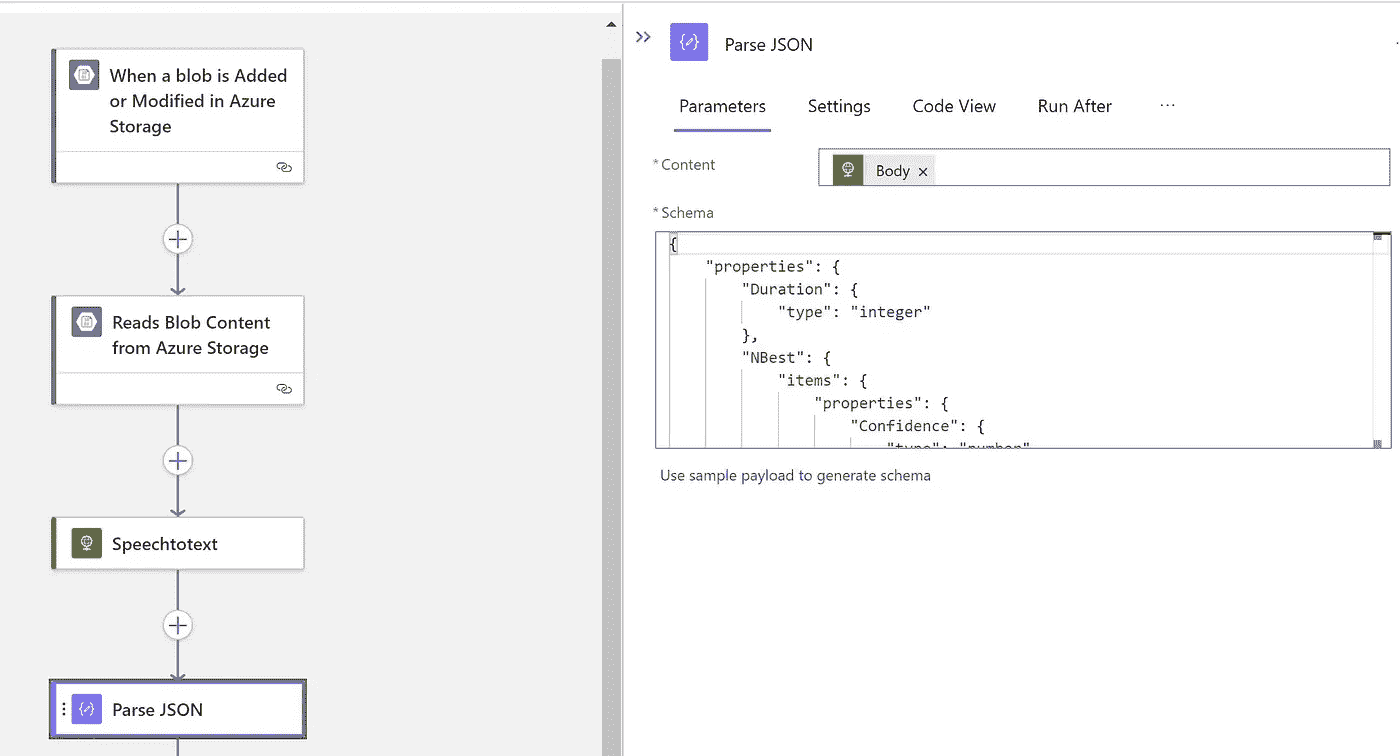 When a blob is Added
or Modified in Azure
Storage
Reads Blob Content
from Azure Storage
Speechtotext
Parse JSON
Parse JSON
Parameters
Settings
Code View
Run After
...
*Content
Body ×
*Schema
{
"properties": {
"Duration": {
"type": "integer"
},
"NBest": {
"items": {
"properties": {
"Confidence": {
"type": "number"
Use sample payload to generate schema